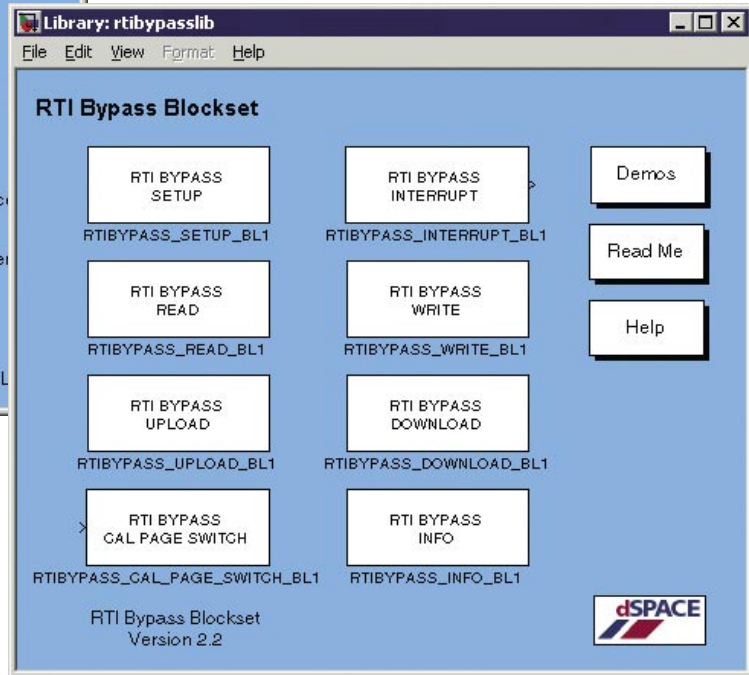 Library: rtibypasslib
File Edit View Format Help
RTI Bypass Blockset
RTI BYPASS
SETUP
RTIBYPASS_SETUP_BL1
RTI BYPASS
INTERRUPT
RTIBYPASS_INTERRUPT_BL1
Demos
RTI BYPASS
READ
RTIBYPASS_READ_BL1
RTI BYPASS
WRITE
RTIBYPASS_WRITE_BL1
Read Me
Help
RTI BYPASS
UPLOAD
RTIBYPASS_UPLOAD_BL1
RTI BYPASS
DOWNLOAD
RTIBYPASS_DOWNLOAD_BL1
RTI BYPASS
CAL PAGE SWITCH
RTIBYPASS_CAL_PAGE_SWITCH_BL1
RTI BYPASS
INFO
RTIBYPASS_INFO_BL1
RTI Bypass Blockset
Version 2.2
dSPACE